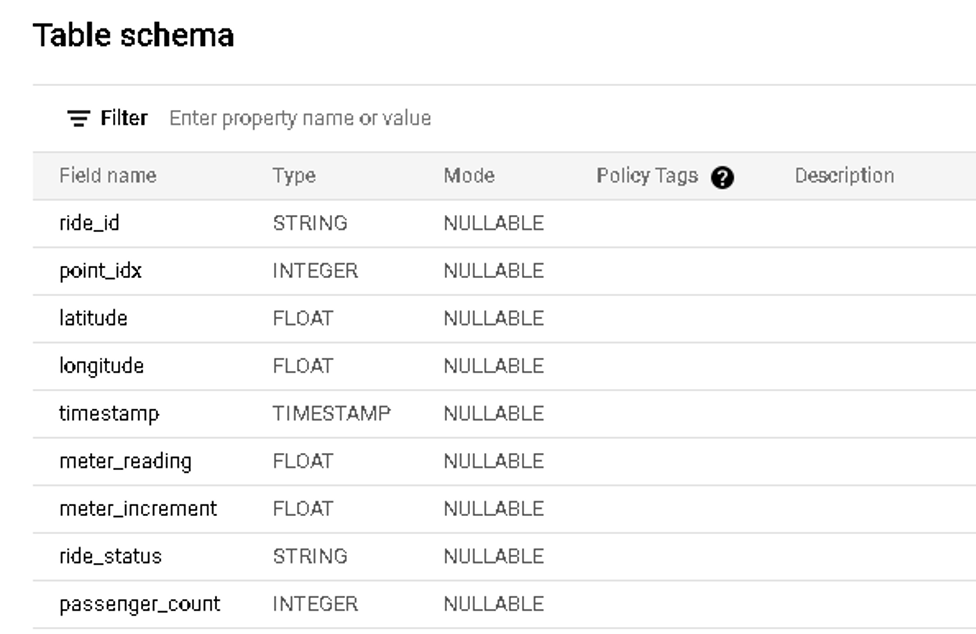 Table schema
Filter Enter property name or value
Field name Type Mode Policy Tags ? Description
ride_id STRING NULLABLE
point_idx INTEGER NULLABLE
latitude FLOAT NULLABLE
longitude FLOAT NULLABLE
timestamp TIMESTAMP NULLABLE
meter_reading FLOAT NULLABLE
meter_increment FLOAT NULLABLE
ride_status STRING NULLABLE
passenger_count INTEGER NULLABLE